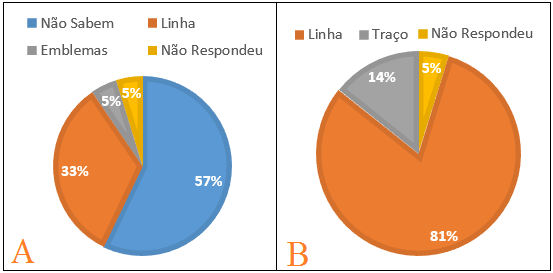 Não Sabem Linha
Emblemas Não Respondeu
5% 5%
33%
57%
A
Linha Traço Não Respondeu
14% 5%
81%
B